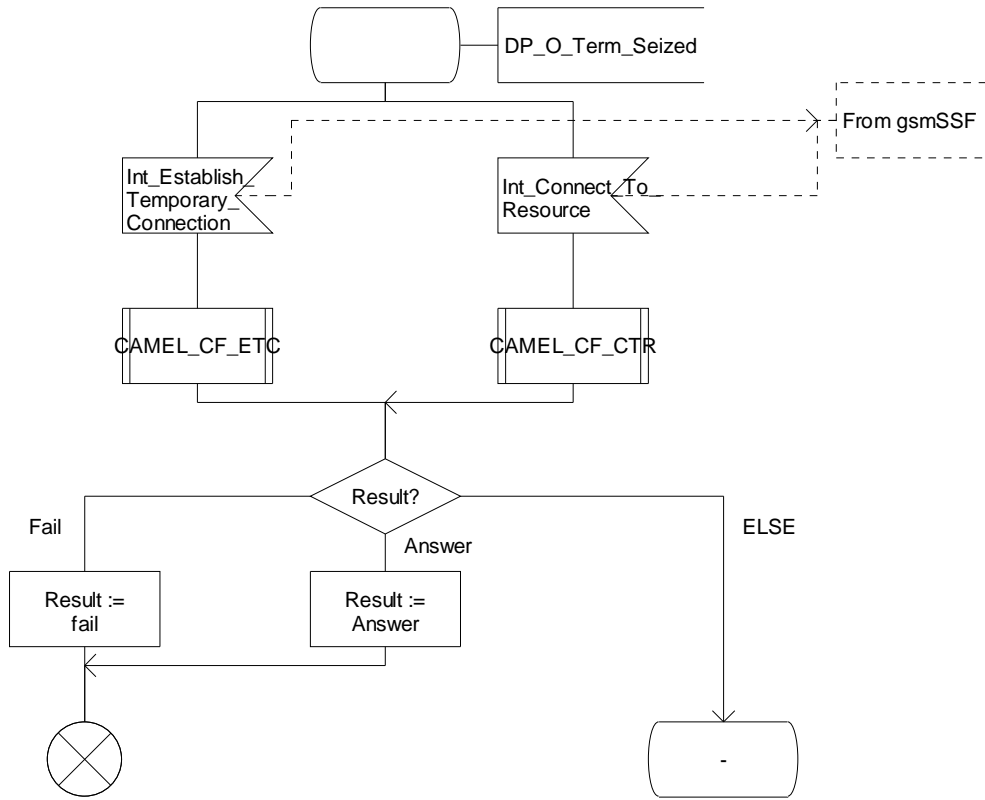 DP_O_Term_Seized
From gsmSSF
Int_Establish_
Temporary_
Connection
Int_Connect_To_
Resource
CAMEL_CF_ETC
CAMEL_CF_CTR
Result?
Fail
Answer
ELSE
Result :=
fail
Result :=
Answer
-